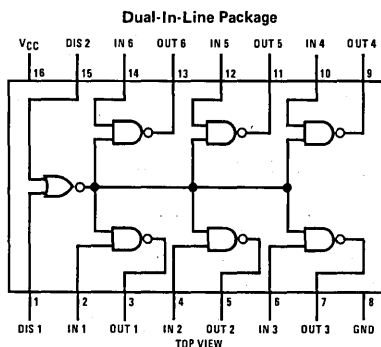 Dual-In-Line Package
VCC DIS 2 IN 6 OUT 6 IN 5 OUT 5 IN 4 OUT 4
16 15 14 13 12 11 10 9
1 2 3 4 5 6 7 8
DIS 1 IN 1 OUT 1 IN 2 OUT 2 IN 3 OUT 3 GND
TOP VIEW